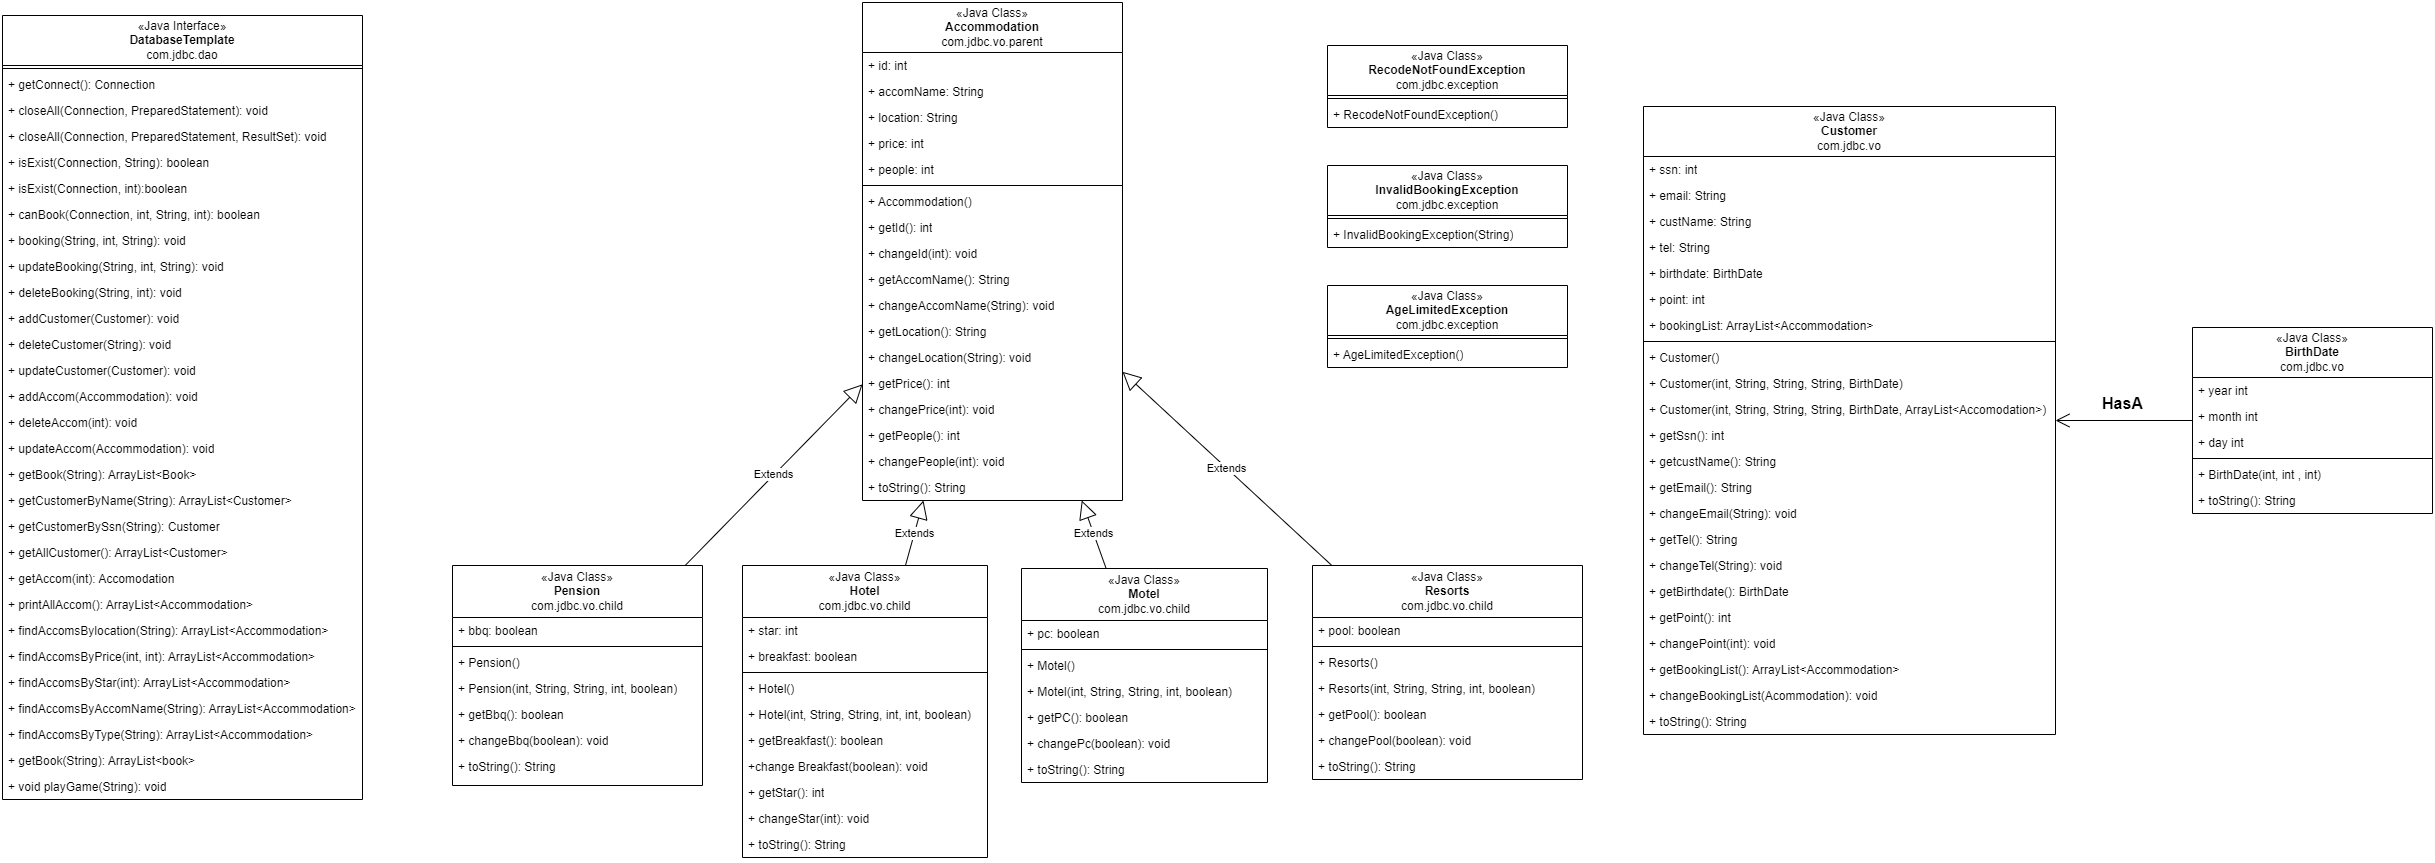 «Java Interface»
DatabaseTemplate
com.jdbc.dao
+ getConnect(): Connection
+ closeAll(Connection, PreparedStatement): void
+ closeAll(Connection, PreparedStatement, ResultSet): void
+ isExist(Connection, String): boolean
+ isExist(Connection, int):boolean
+ canBook(Connection, int, String, int): boolean
+ booking(String, int, String): void
+ updateBooking(String, int, String): void
+ deleteBooking(String, int): void
+ addCustomer(Customer): void
+ deleteCustomer(String): void
+ updateCustomer(Customer): void
+ addAccom(Accommodation): void
+ deleteAccom(int): void
+ updateAccom(Accommodation): void
+ getBook(String): ArrayList<Book>
+ getCustomerByName(String): ArrayList<Customer>
+ getCustomerBySsn(String): Customer
+ getAllCustomer(): ArrayList<Customer>
+ getAccom(int): Accomodation
+ printAllAccom(): ArrayList<Accommodation>
+ findAccomsBylocation(String): ArrayList<Accommodation>
+ findAccomsByPrice(int, int): ArrayList<Accommodation>
+ findAccomsByStar(int): ArrayList<Accommodation>
+ findAccomsByAccomName(String): ArrayList<Accommodation>
+ findAccomsByType(String): ArrayList<Accommodation>
+ getBook(String): ArrayList<book>
+ void playGame(String): void
«Java Class»
Accommodation
com.jdbc.vo.parent
+ id: int
+ accomName: String
+ location: String
+ price: int
+ people: int
+ Accommodation()
+ getId(): int
+ changeId(int): void
+ getAccomName(): String
+ changeAccomName(String): void
+ getLocation(): String
+ changeLocation(String): void
+ getPrice(): int
+ changePrice(int): void
+ getPeople(): int
+ changePeople(int): void
+ toString(): String
Extends
Extends
Extends
Extends
«Java Class»
Pension
com.jdbc.vo.child
+ bbq: boolean
+ Pension()
+ Pension(int, String, String, int, boolean)
+ getBbq(): boolean
+ changeBbq(boolean): void
+ toString(): String
«Java Class»
Hotel
com.jdbc.vo.child
+ star: int
+ breakfast: boolean
+ Hotel()
+ Hotel(int, String, String, int, int, boolean)
+ getBreakfast(): boolean
+change Breakfast(boolean): void
+ getStar(): int
+ changeStar(int): void
+ toString(): String
«Java Class»
Motel
com.jdbc.vo.child
+ pc: boolean
+ Motel()
+ Motel(int, String, String, int, boolean)
+ getPC(): boolean
+ changePc(boolean): void
+ toString(): String
«Java Class»
Resorts
com.jdbc.vo.child
+ pool: boolean
+ Resorts()
+ Resorts(int, String, String, int, boolean)
+ getPool(): boolean
+ changePool(boolean): void
+ toString(): String
«Java Class»
RecodeNotFoundException
com.jdbc.exception
+ RecodeNotFoundException()
«Java Class»
InvalidBookingException
com.jdbc.exception
+ InvalidBookingException(String)
«Java Class»
AgeLimitedException
com.jdbc.exception
+ AgeLimitedException()
«Java Class»
Customer
com.jdbc.vo
+ ssn: int
+ email: String
+ custName: String
+ tel: String
+ birthdate: BirthDate
+ point: int
+ bookingList: ArrayList<Accommodation>
+ Customer()
+ Customer(int, String, String, String, BirthDate)
+ Customer(int, String, String, String, BirthDate, ArrayList<Accomodation>)
+ getSsn(): int
+ getcustName(): String
+ getEmail(): String
+ changeEmail(String): void
+ getTel(): String
+ changeTel(String): void
+ getBirthdate(): BirthDate
+ getPoint(): int
+ changePoint(int): void
+ getBookingList(): ArrayList<Accommodation>
+ changeBookingList(Acommodation): void
+ toString(): String
HasA
«Java Class»
BirthDate
com.jdbc.vo
+ year int
+ month int
+ day int
+ BirthDate(int, int , int)
+ toString(): String